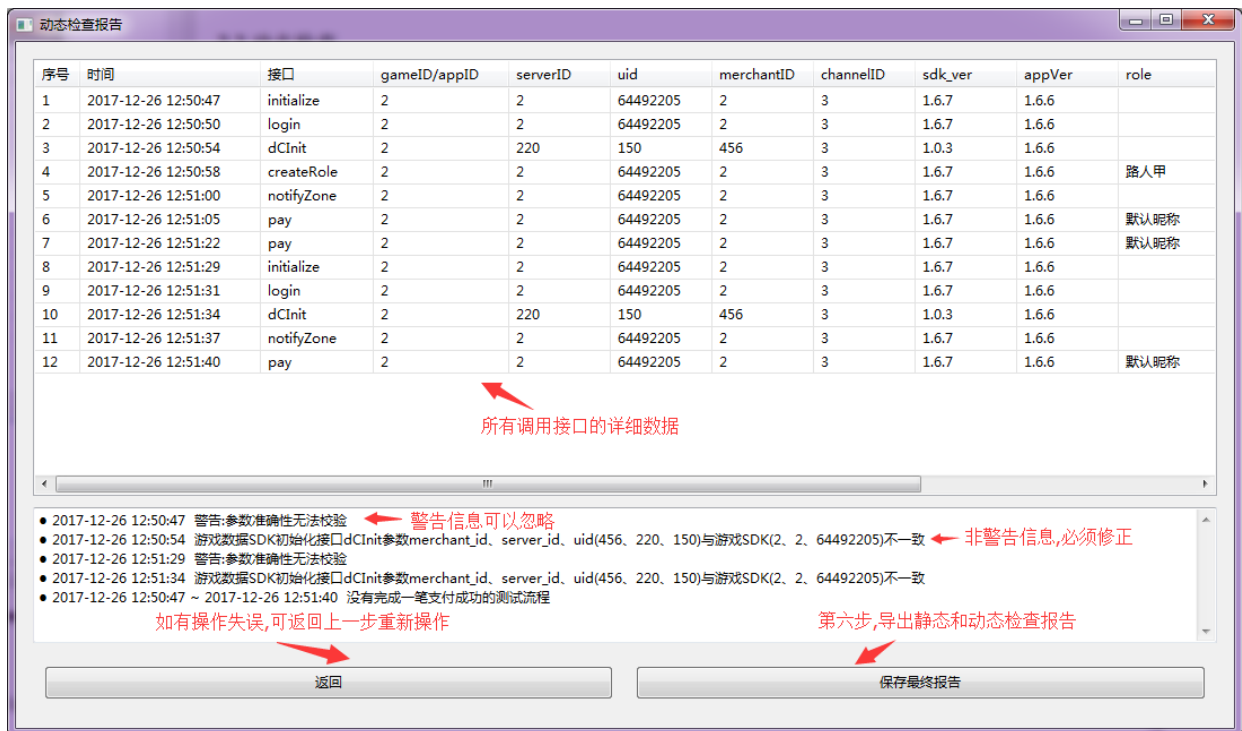 动态检查报告
序号 时间 接口 gameID/appID serverID uid merchantID channelID sdk_ver appVer role
1 2017-12-26 12:50:47 initialize 2 2 64492205 2 3 1.6.7 1.6.6
2 2017-12-26 12:50:50 login 2 2 64492205 2 3 1.6.7 1.6.6
3 2017-12-26 12:50:54 dCInit 2 220 150 456 3 1.0.3 1.6.6
4 2017-12-26 12:50:58 createRole 2 2 64492205 2 3 1.6.7 1.6.6 路人甲
5 2017-12-26 12:51:00 notifyZone 2 2 64492205 2 3 1.6.7 1.6.6
6 2017-12-26 12:51:05 pay 2 2 64492205 2 3 1.6.7 1.6.6 默认昵称
7 2017-12-26 12:51:22 pay 2 2 64492205 2 3 1.6.7 1.6.6 默认昵称
8 2017-12-26 12:51:29 initialize 2 2 64492205 2 3 1.6.7 1.6.6
9 2017-12-26 12:51:31 login 2 2 64492205 2 3 1.6.7 1.6.6
10 2017-12-26 12:51:34 dCInit 2 220 150 456 3 1.0.3 1.6.6
11 2017-12-26 12:51:37 notifyZone 2 2 64492205 2 3 1.6.7 1.6.6
12 2017-12-26 12:51:40 pay 2 2 64492205 2 3 1.6.7 1.6.6 默认昵称
所有调用接口的详细数据
● 2017-12-26 12:50:47 警告:参数准确性无法校验 警告信息可以忽略
● 2017-12-26 12:50:54 游戏数据SDK初始化接口dCInit参数merchant_id、server_id、uid(456、220、150)与游戏SDK(2、2、64492205)不一致 非警告信息,必须修正
● 2017-12-26 12:51:29 警告:参数准确性无法校验
● 2017-12-26 12:51:34 游戏数据SDK初始化接口dCInit参数merchant_id、server_id、uid(456、220、150)与游戏SDK(2、2、64492205)不一致
● 2017-12-26 12:50:47 ~ 2017-12-26 12:51:40 没有完成一笔支付成功的测试流程
如有操作失误,可返回上一步重新操作 第六步,导出静态和动态检查报告
返回 保存最终报告